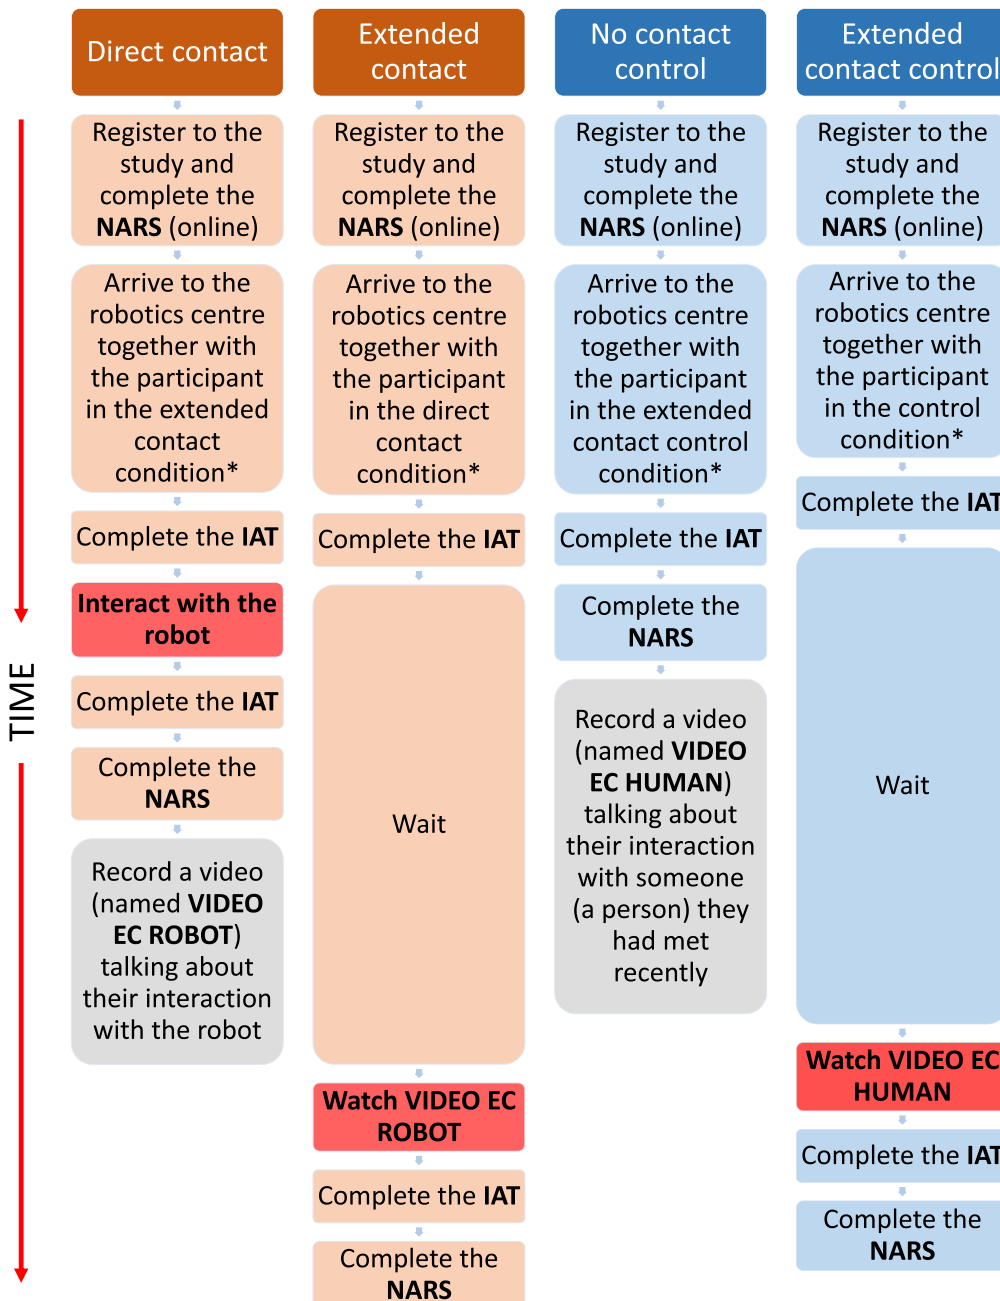 Direct contact
Register to the
study and
complete the
NARS (online)
Arrive to the
robotics centre
together with
the participant
in the extended
contact
condition*
Complete the IAT
Interact with the
robot
Complete the IAT
Complete the
NARS
Record a video
(named VIDEO
EC ROBOT)
talking about
their interaction
with the robot
Extended
contact
Register to the
study and
complete the
NARS (online)
Arrive to the
robotics centre
together with
the participant
in the direct
contact
condition*
Complete the IAT
Wait
Watch VIDEO EC
ROBOT
Complete the IAT
Complete the
NARS
No contact
control
Register to the
study and
complete the
NARS (online)
Arrive to the
robotics centre
together with
the participant
in the extended
contact control
condition*
Complete the IAT
Complete the
NARS
Record a video
(named VIDEO
EC HUMAN)
talking about
their interaction
with someone
(a person) they
had met
recently
Extended
contact control
Register to the
study and
complete the
NARS (online)
Arrive to the
robotics centre
together with
the participant
in the control
condition*
Complete the IAT
Wait
Watch VIDEO EC
HUMAN
Complete the IAT
Complete the
NARS
TIME